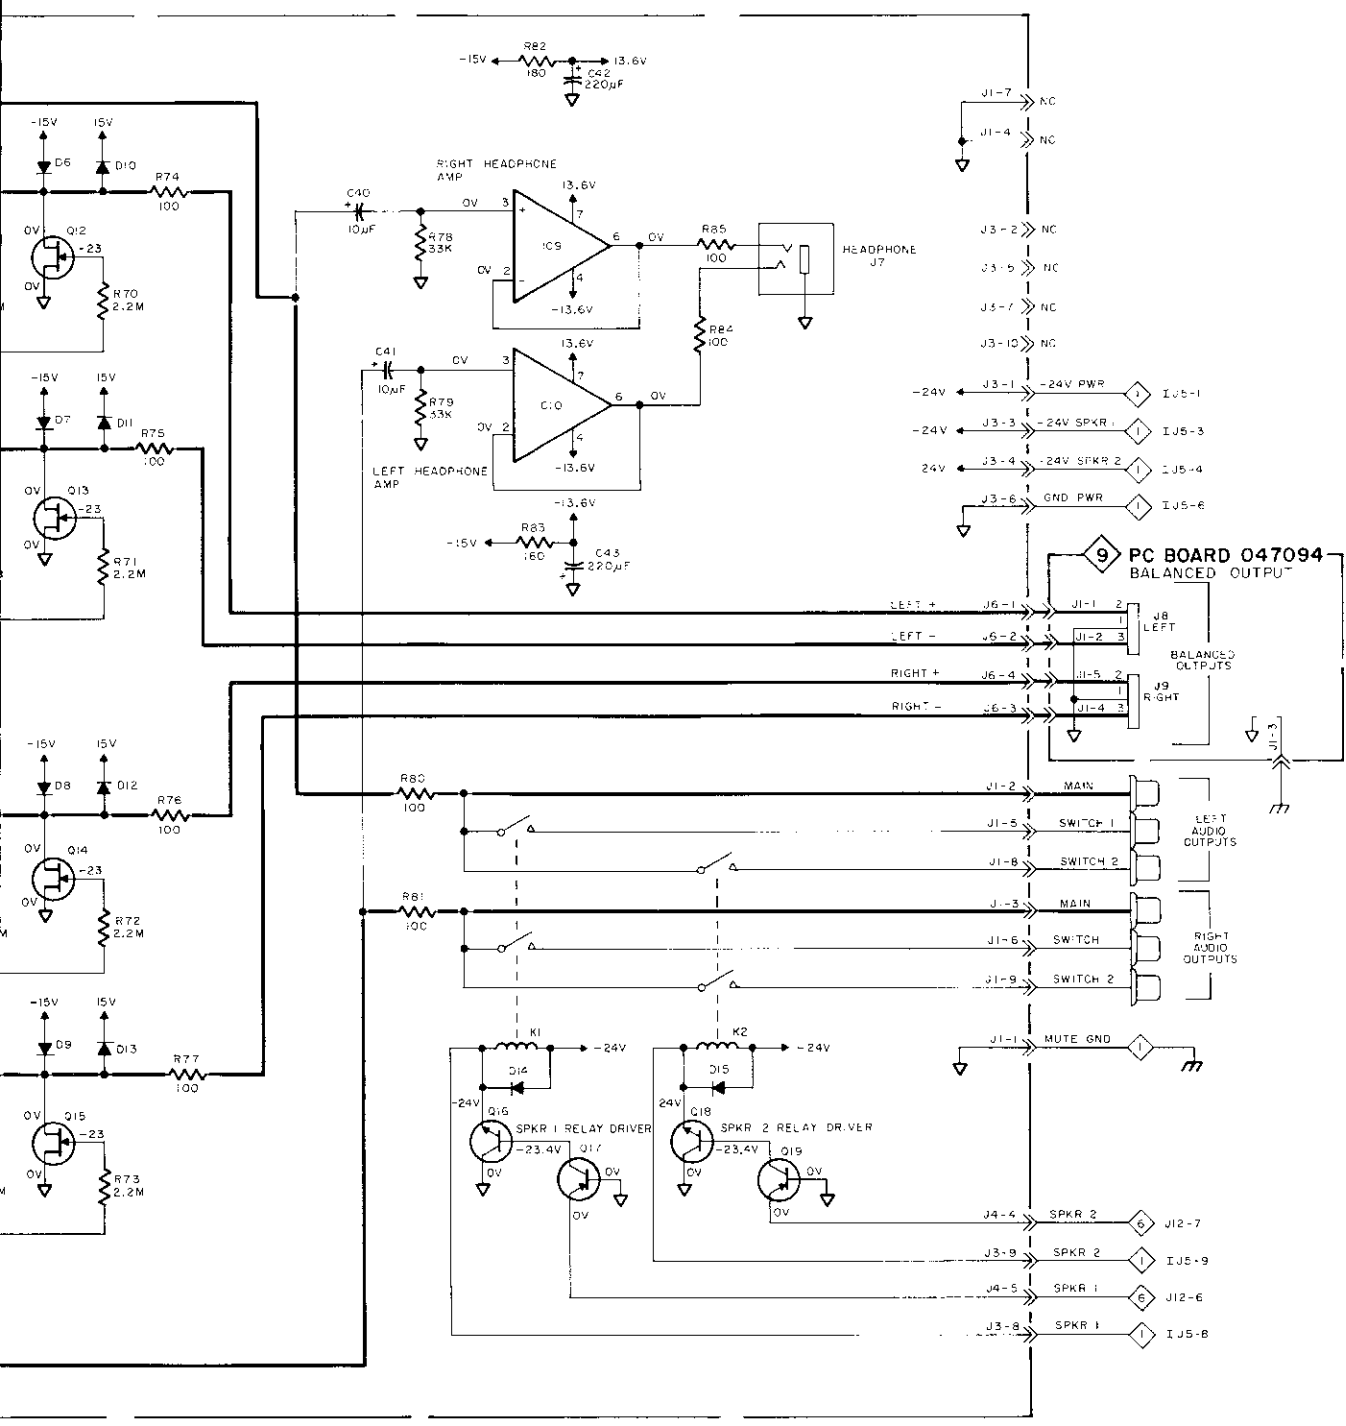 R82
-15V
13.6V
180
C42
220µF
J1-7
NC
J1-4
NC
-15V
15V
D6
D10
R74
100
RIGHT HEADPHONE
AMP
13.6V
C40
10µF
0V
3
7
R78
33K
IC9
6
0V
0V
2
4
-13.6V
R85
100
HEADPHONE
J7
J3-2
NC
J3-5
NC
J3-7
NC
J3-10
NC
0V
Q12
-23
0V
R70
2.2M
R84
100
C41
10µF
0V
3
13.6V
7
R79
33K
IC10
6
0V
0V
2
4
-13.6V
LEFT HEADPHONE
AMP
-15V
15V
D7
D11
R75
100
-24V
J3-1
-24V PWR
1
IJ5-1
-24V
J3-3
-24V SPKR 1
1
IJ5-3
24V
J3-4
-24V SPKR 2
1
IJ5-4
J3-6
GND PWR
1
IJ5-6
0V
Q13
-23
0V
R71
2.2M
-13.6V
R83
-15V
160
C43
220µF
9 PC BOARD 047094
BALANCED OUTPUT
LEFT +
J6-1
J1-1
2
1
J8
LEFT
LEFT -
J6-2
J1-2
3
BALANCED
OUTPUTS
RIGHT +
J6-4
J1-5
2
1
J9
RIGHT
RIGHT -
J6-3
J1-4
3
J1-3
-15V
15V
D8
D12
R76
100
R80
100
J1-2
MAIN
J1-5
SWITCH 1
J1-8
SWITCH 2
LEFT
AUDIO
OUTPUTS
0V
Q14
-23
0V
R72
2.2M
R81
100
J1-3
MAIN
J1-6
SWITCH
J1-9
SWITCH 2
RIGHT
AUDIO
OUTPUTS
-15V
15V
D9
D13
R77
100
K1
-24V
D14
K2
-24V
D15
J1-1
MUTE GND
1
-24V
Q16
SPKR 1 RELAY DRIVER
-23.4V
Q17
0V
0V
0V
24V
Q18
SPKR 2 RELAY DRIVER
-23.4V
Q19
0V
0V
0V
0V
Q15
-23
0V
R73
2.2M
J4-4
SPKR 2
6
J12-7
J3-9
SPKR 2
1
IJ5-9
J4-5
SPKR 1
6
J12-6
J3-8
SPKR 1
1
IJ5-8